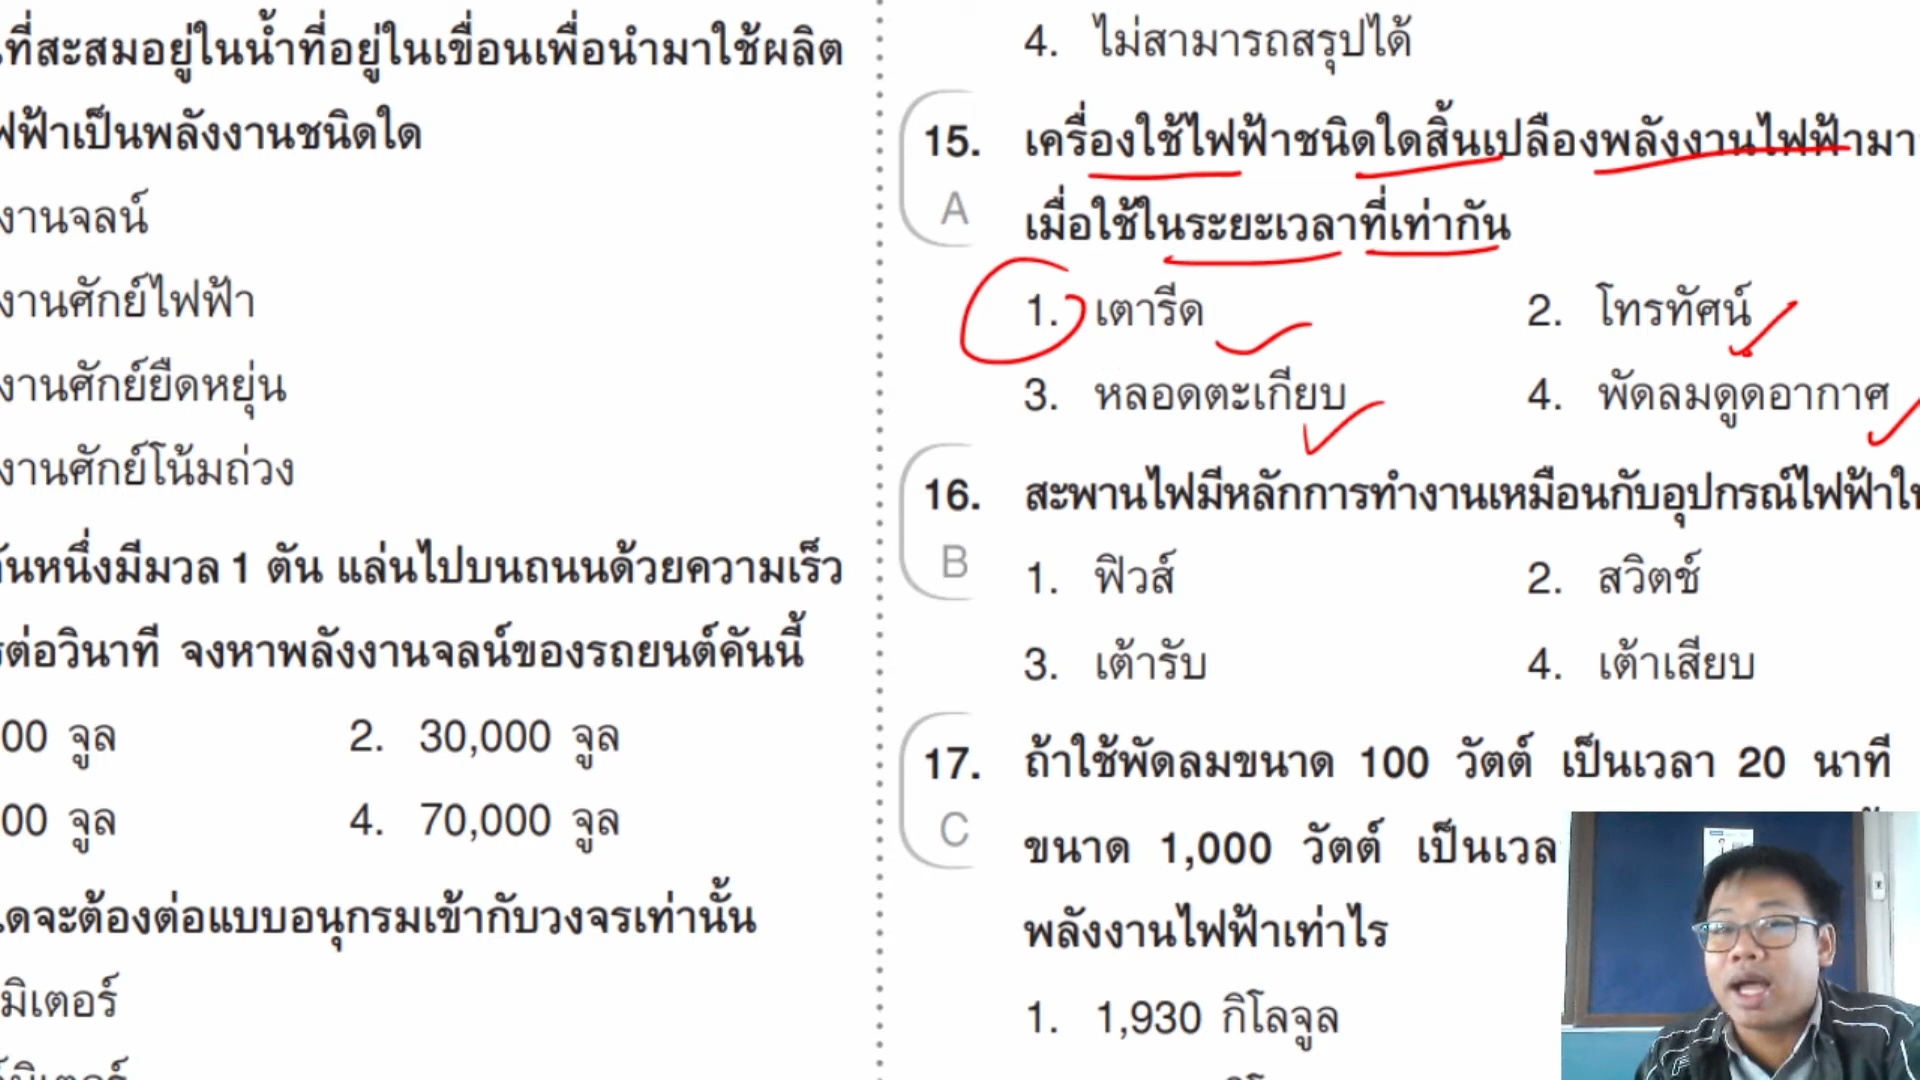 ที่สะสมอยู่ในน้ำที่อยู่ในเขื่อนเพื่อนำมาใช้ผลิต
ฟฟ้าเป็นพลังงานชนิดใด
งานจลน์
งานศักย์ไฟฟ้า
งานศักย์ยืดหยุ่น
งานศักย์โน้มถ่วง
ันหนึ่งมีมวล 1 ตัน แล่นไปบนถนนด้วยความเร็ว
รต่อวินาที จงหาพลังงานจลน์ของรถยนต์คันนี้
00 จูล 2. 30,000 จูล
00 จูล 4. 70,000 จูล
ดจะต้องต่อแบบอนุกรมเข้ากับวงจรเท่านั้น
มิเตอร์
4. ไม่สามารถสรุปได้
15. เครื่องใช้ไฟฟ้าชนิดใดสิ้นเปลืองพลังงานไฟฟ้ามา
A เมื่อใช้ในระยะเวลาที่เท่ากัน
1. เตารีด 2. โทรทัศน์
3. หลอดตะเกียบ 4. พัดลมดูดอากาศ
16. สะพานไฟมีหลักการทำงานเหมือนกับอุปกรณ์ไฟฟ้าใ
B 1. ฟิวส์ 2. สวิตช์
3. เต้ารับ 4. เต้าเสียบ
17. ถ้าใช้พัดลมขนาด 100 วัตต์ เป็นเวลา 20 นาที
C ขนาด 1,000 วัตต์ เป็นเวล
พลังงานไฟฟ้าเท่าไร
1. 1,930 กิโลจูล